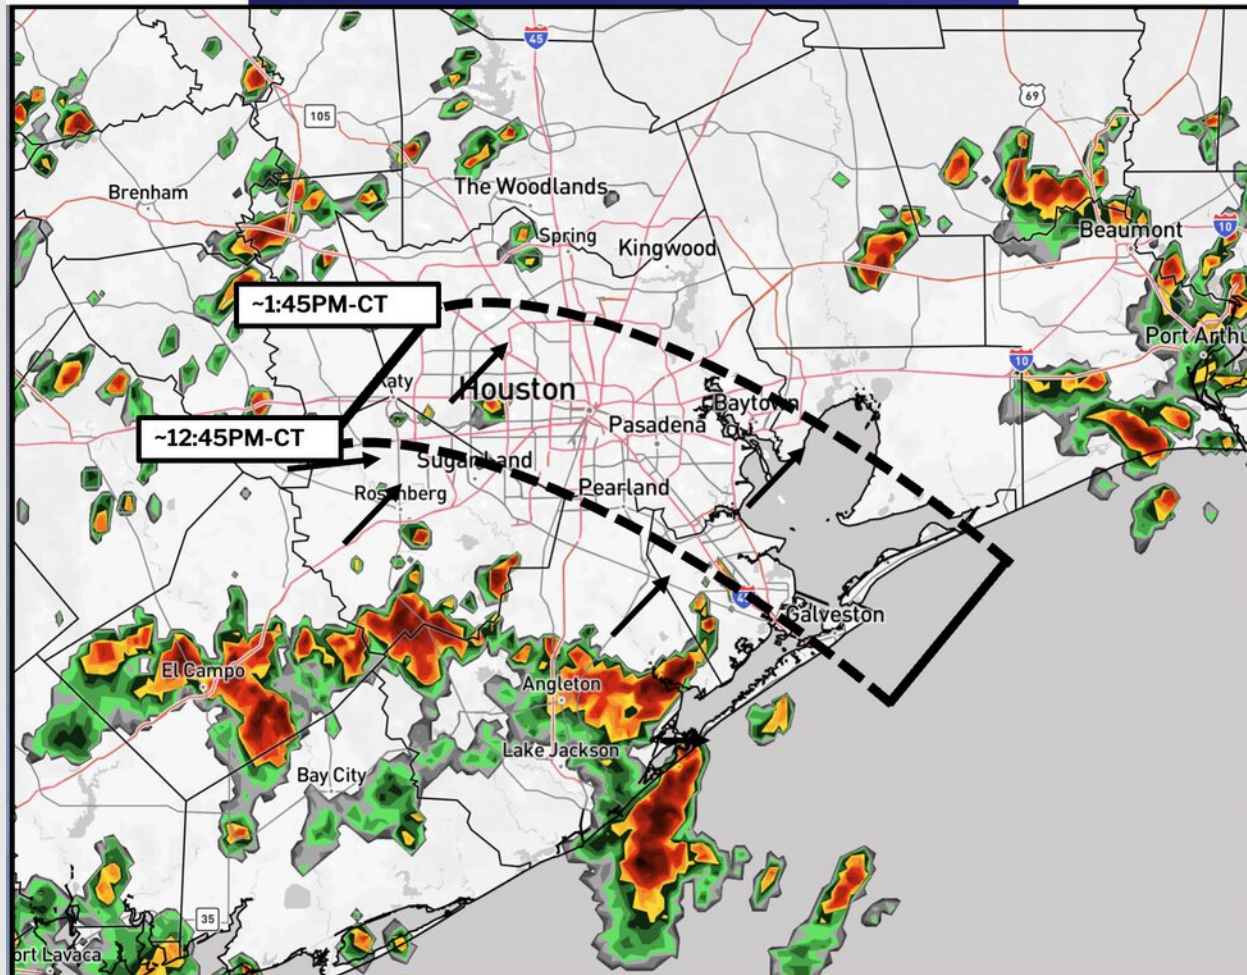 45
69
105
Brenham
The Woodlands
Beaumont
10
Spring
Kingwood
~1:45PM-CT
Port Arthu
10
Katy
Houston
Baytown
Pasadena
~12:45PM-CT
Sugar Land
Rosenberg
Pearland
4
Galveston
El Campo
Angleton
Lake Jackson
Bay City
35
ort Lavaca